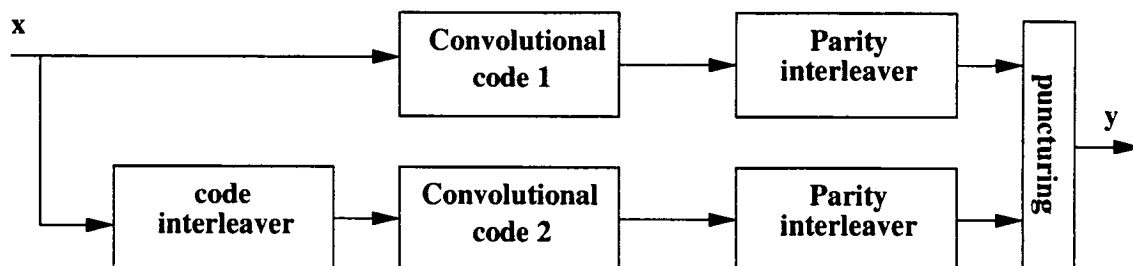 x
Convolutional
code 1
Parity
interleaver
puncturing
y
code
interleaver
Convolutional
code 2
Parity
interleaver